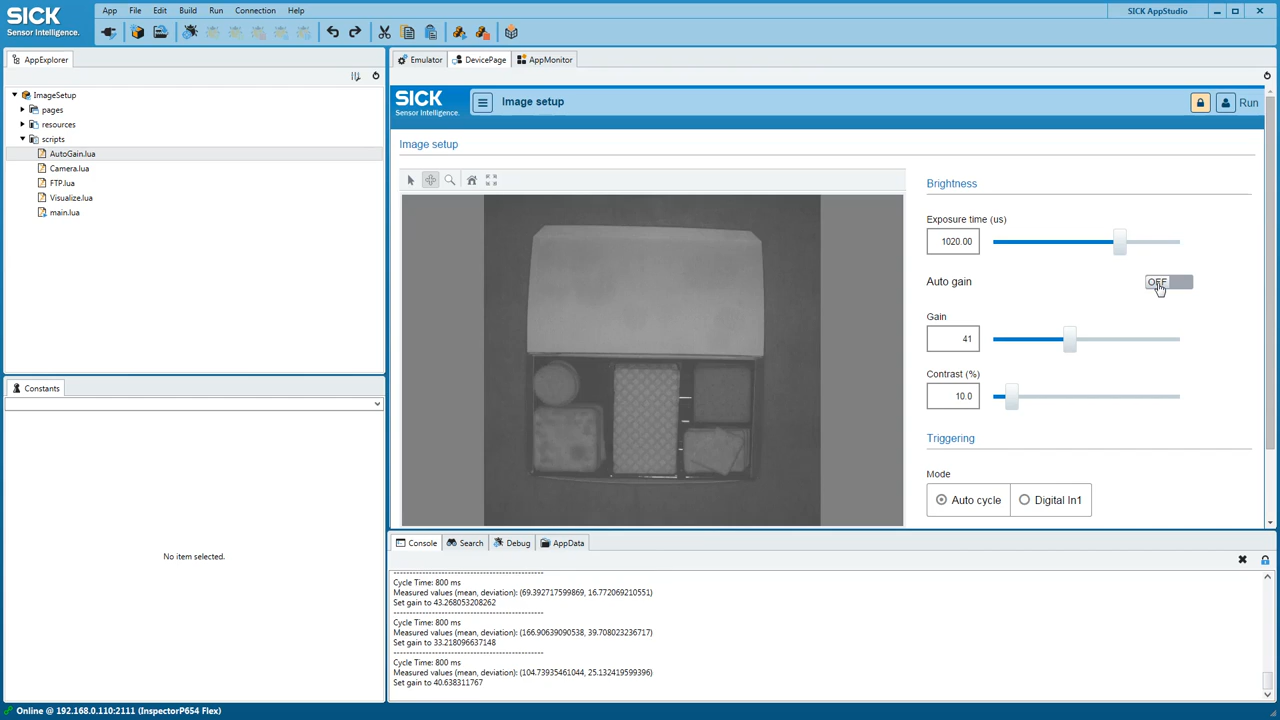 SICK
Sensor Intelligence.
App File Edit Build Run Connection Help
SICK AppStudio
AppExplorer
ImageSetup
pages
resources
scripts
AutoGain.lua
Camera.lua
FTP.lua
Visualize.lua
main.lua
Constants
No item selected.
Emulator DevicePage AppMonitor
SICK
Sensor Intelligence.
Image setup
Run
Image setup
Brightness
Exposure time (us)
1020.00
Auto gain
OFF
Gain
41
Contrast (%)
10.0
Triggering
Mode
Auto cycle Digital In1
Console Search Debug AppData
----------------------------------------------
Cycle Time: 800 ms
Measured values (mean, deviation): (69.392717599869, 16.772069210551)
Set gain to 43.268053208262
----------------------------------------------
Cycle Time: 800 ms
Measured values (mean, deviation): (166.90639090538, 39.708023236717)
Set gain to 33.218096637148
----------------------------------------------
Cycle Time: 800 ms
Measured values (mean, deviation): (104.73935461044, 25.132419599396)
Set gain to 40.638311767
Online @ 192.168.0.110:2111 (InspectorP654 Flex)